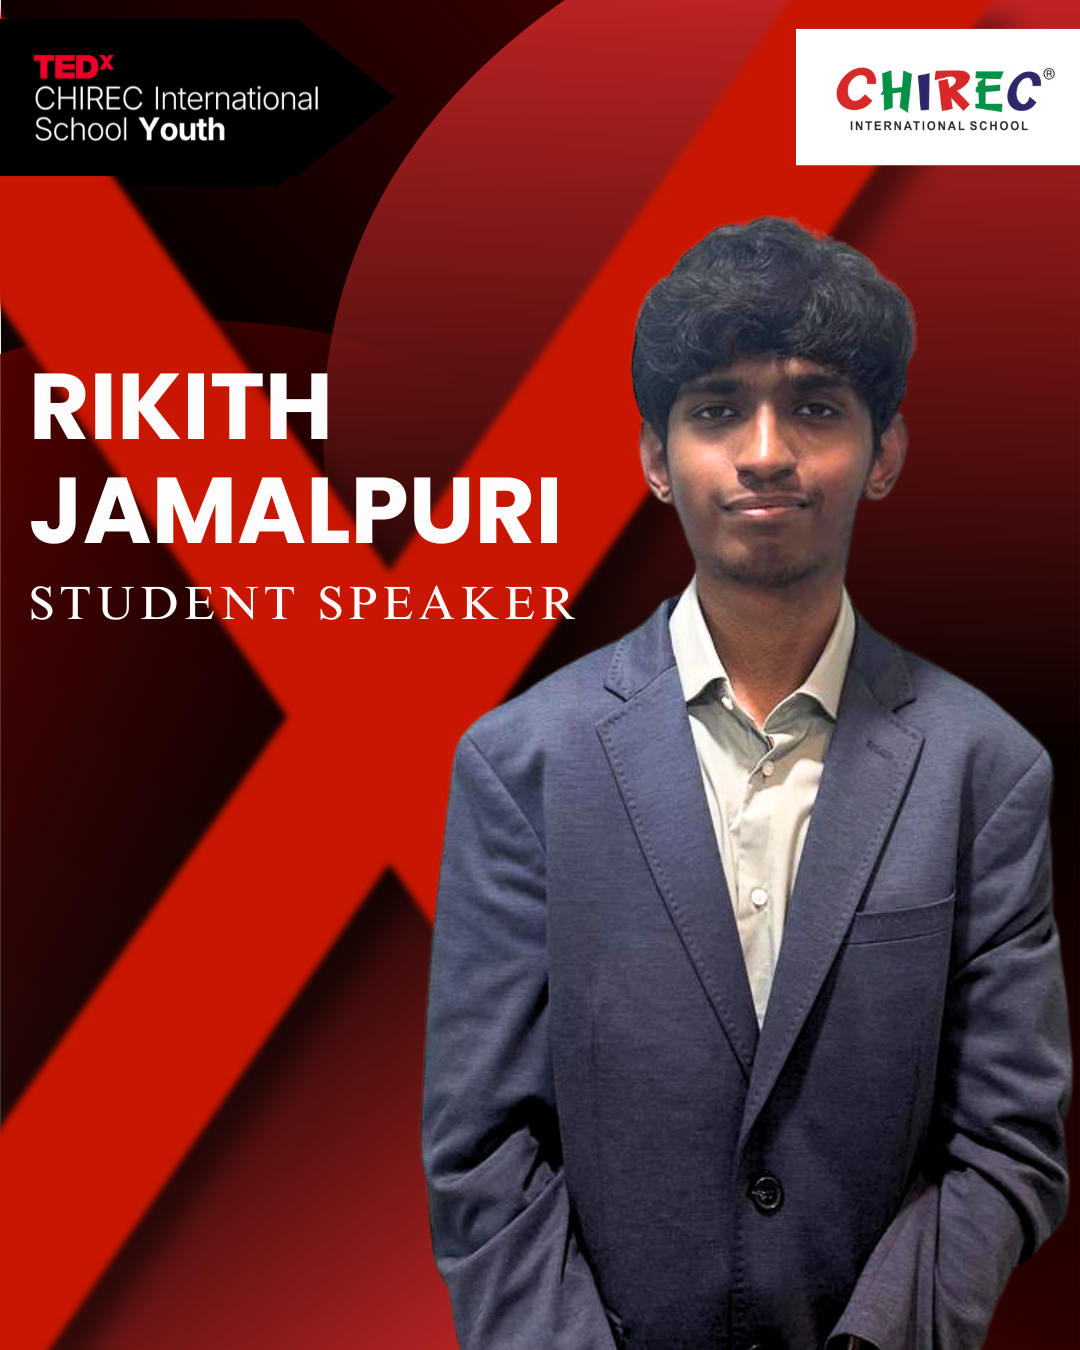 TEDx
CHIREC International
School Youth
CHIREC®
INTERNATIONAL SCHOOL
RIKITH
JAMALPURI
STUDENT SPEAKER